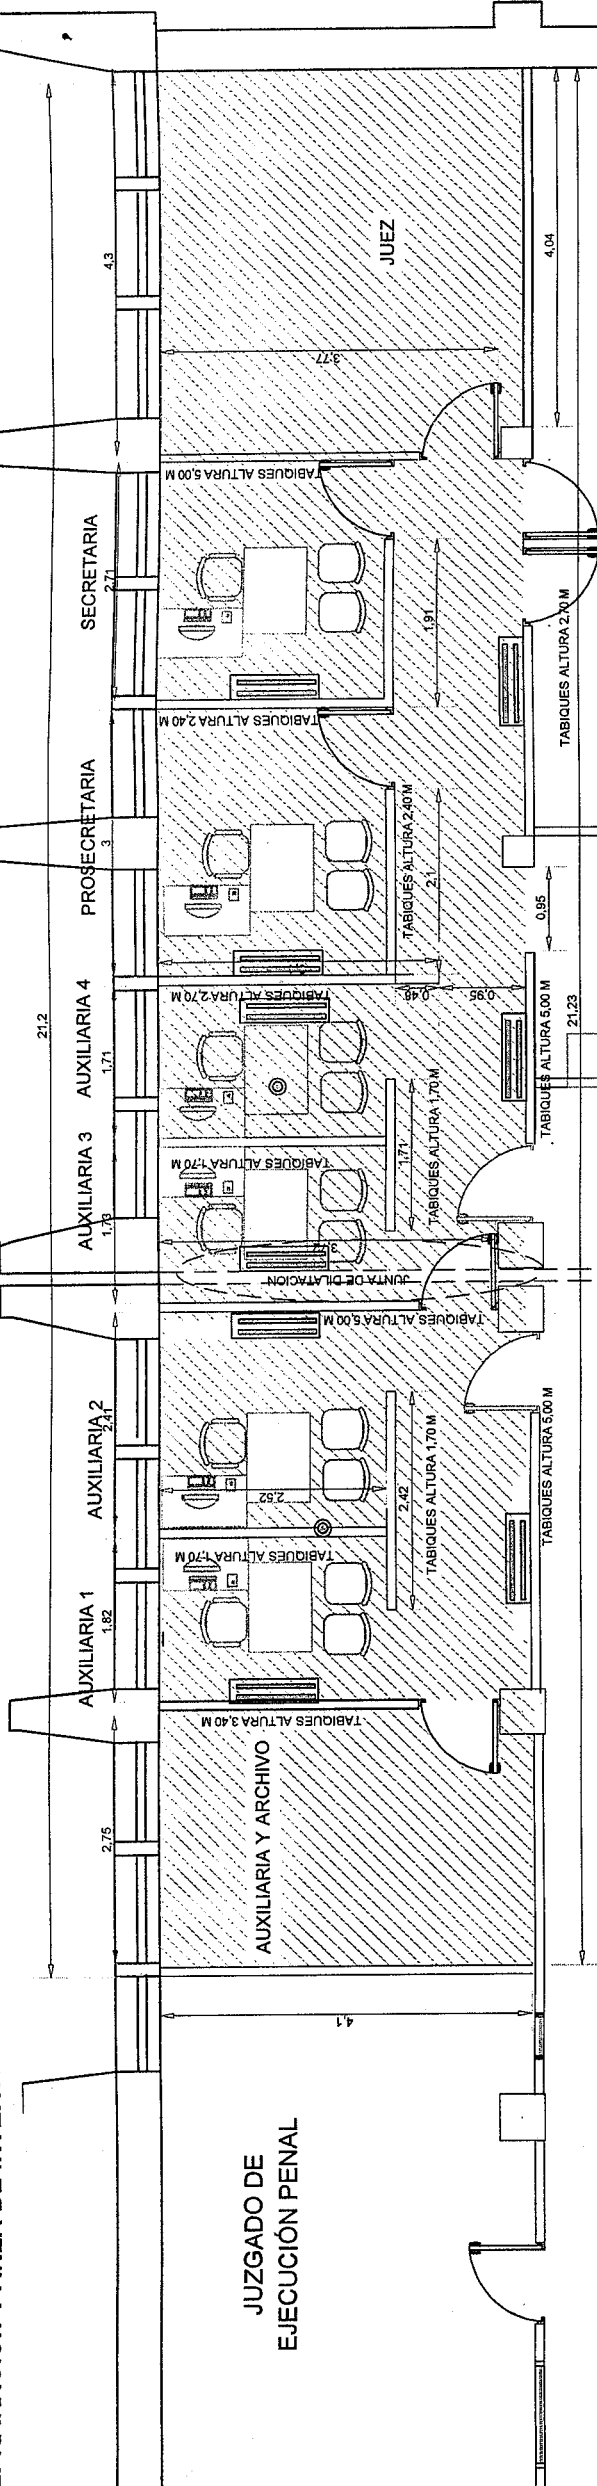 JUEZ
4,3
4,04
3,77
TABIQUES ALTURA 5,00 M
SECRETARIA
2,71
1,91
TABIQUES ALTURA 2,70 M
TABIQUES ALTURA 2,40 M
PROSECRETARIA
3
TABIQUES ALTURA 2,40 M
2,1
0,95
21,2
21,23
TABIQUES ALTURA 2,70 M
0,48
0,95
AUXILIARIA 4
1,71
TABIQUES ALTURA 5,00 M
TABIQUES ALTURA 1,70 M
1,71
TABIQUES ALTURA 1,70 M
AUXILIARIA 3
1,73
JUNTA DE DILATACION
TABIQUES ALTURA 5,00 M
AUXILIARIA 2
2,41
2,52
2,42
TABIQUES ALTURA 1,70 M
TABIQUES ALTURA 5,00 M
TABIQUES ALTURA 1,70 M
AUXILIARIA 1
1,82
TABIQUES ALTURA 3,40 M
AUXILIARIA Y ARCHIVO
2,75
4,1
JUZGADO DE
EJECUCIÓN PENAL